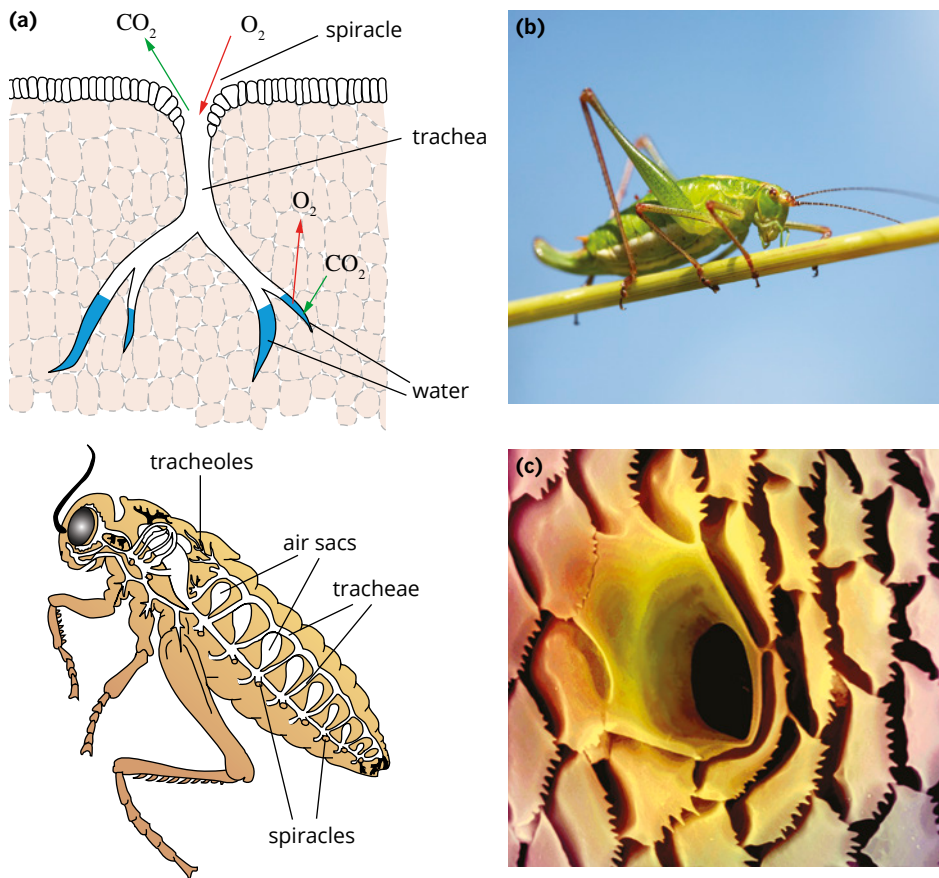 (a)
CO₂
O₂
spiracle
trachea
O₂
CO₂
water
tracheoles
air sacs
tracheae
spiracles
(b)
(c)